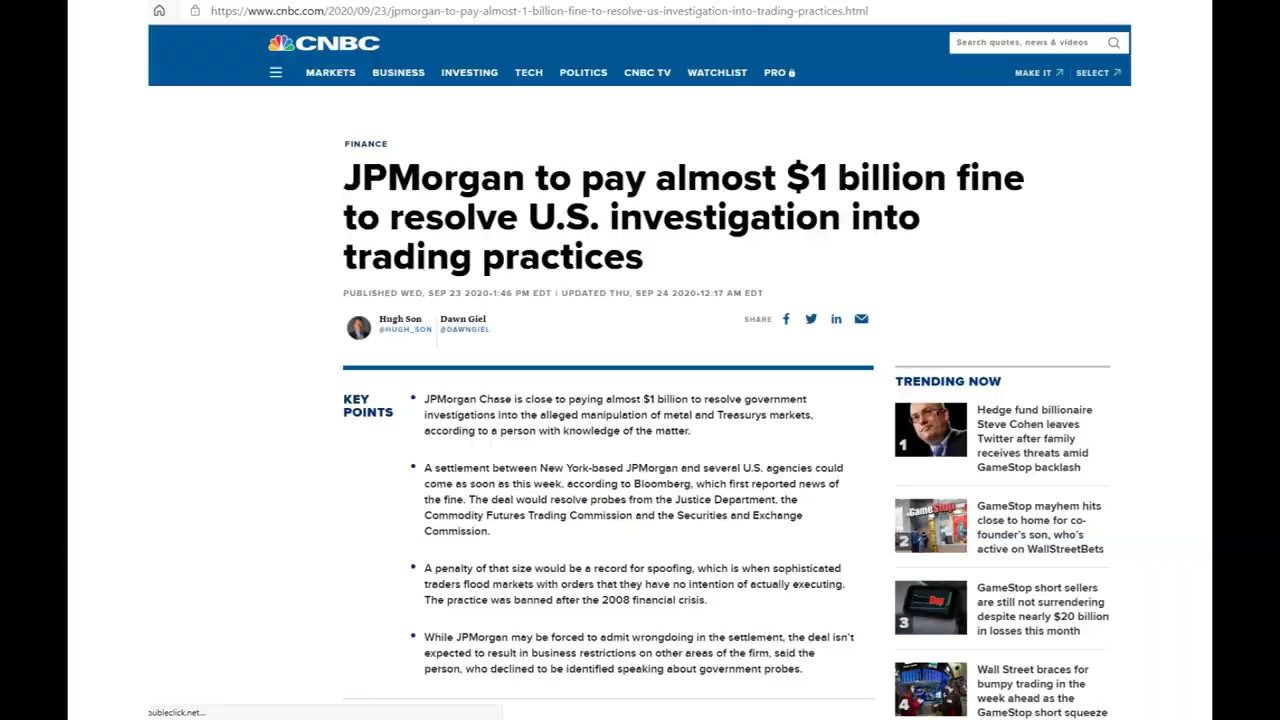 https://www.cnbc.com/2020/09/23/jpmorgan-to-pay-almost-1-billion-fine-to-resolve-us-investigation-into-trading-practices.html
CNBC
Search quotes, news & videos
MARKETS BUSINESS INVESTING TECH POLITICS CNBC TV WATCHLIST PRO
MAKE IT SELECT
FINANCE
JPMorgan to pay almost $1 billion fine
to resolve U.S. investigation into
trading practices
PUBLISHED WED, SEP 23 2020•1:46 PM EDT | UPDATED THU, SEP 24 2020•12:17 AM EDT
Hugh Son
@HUGH_SON
Dawn Giel
@DAWNGIEL
SHARE
KEY
POINTS
JPMorgan Chase is close to paying almost $1 billion to resolve government
investigations into the alleged manipulation of metal and Treasurys markets,
according to a person with knowledge of the matter.
A settlement between New York-based JPMorgan and several U.S. agencies could
come as soon as this week, according to Bloomberg, which first reported news of
the fine. The deal would resolve probes from the Justice Department, the
Commodity Futures Trading Commission and the Securities and Exchange
Commission.
A penalty of that size would be a record for spoofing, which is when sophisticated
traders flood markets with orders that they have no intention of actually executing.
The practice was banned after the 2008 financial crisis.
While JPMorgan may be forced to admit wrongdoing in the settlement, the deal isn't
expected to result in business restrictions on other areas of the firm, said the
person, who declined to be identified speaking about government probes.
TRENDING NOW
1
Hedge fund billionaire
Steve Cohen leaves
Twitter after family
receives threats amid
GameStop backlash
GameStop
2
GameStop mayhem hits
close to home for co-
founder's son, who's
active on WallStreetBets
Stop
3
GameStop short sellers
are still not surrendering
despite nearly $20 billion
in losses this month
4
Wall Street braces for
bumpy trading in the
week ahead as the
GameStop short squeeze
oubleclick.net...